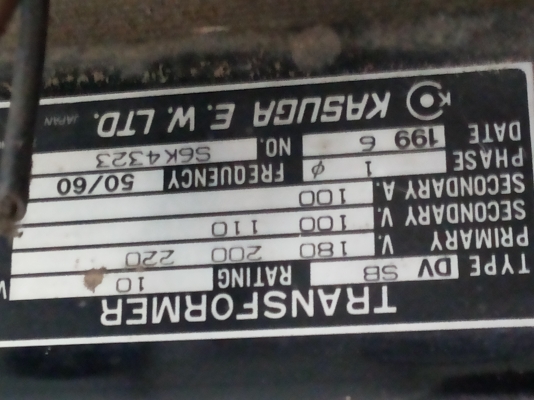 TRANSFORMER
TYPE DV SB RATING 10
PRIMARY V. 180 200 220
SECONDARY V. 100 110
SECONDARY A. 100
PHASE 1 ϕ FREQUENCY 50/60
DATE 199 6 NO. S6K4323
K KASUGA E. W. LTD. JAPAN